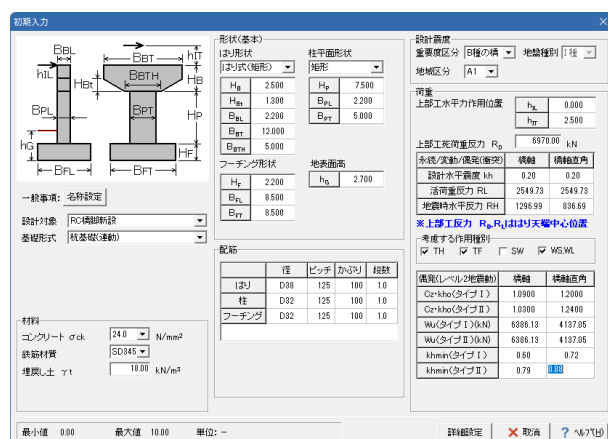 初期入力
BBL
BBT
hIT
hIL
HBt
BBTH
HB
BPL
BPT
HP
hG
HF
BFL
BFT
一般事項: 名称設定
設計対象 RC橋脚新設
基礎形式 杭基礎(連動)
材料
コンクリート σck 24.0 N/mm²
鉄筋材質 SD345
埋戻し土 γt 18.00 kN/m³
形状(基本)
はり形状
はり式(矩形)
HB 2.500
HBt 1.300
BBL 2.200
BBT 12.000
BBTH 5.000
柱平面形状
矩形
HP 7.500
BPL 2.200
BPT 5.000
フーチング形状
HF 2.200
BFL 8.500
BFT 8.500
地表面高
hG 2.700
配筋
径 ピッチ かぶり 段数
はり D38 125 100 1.0
柱 D32 125 100 1.0
フーチング D32 125 100 1.0
設計震度
重要度区分 B種の橋 地盤種別 I種
地域区分 A1
荷重
上部工水平力作用位置 hIL 0.000
hIT 2.500
上部工死荷重反力 RD 6970.00 kN
永続/変動/偶発(衝突) 橋軸 橋軸直角
設計水平震度 kh 0.20 0.20
活荷重反力 RL 2549.73 2549.73
地震時水平反力 RH 1296.99 836.69
※上部工反力 RD,RLははり天端中心位置
考慮する作用種別
TH TF SW WS,WL
偶発(レベル2地震動) 橋軸 橋軸直角
Cz・kho(タイプⅠ) 1.0900 1.2000
Cz・kho(タイプⅡ) 1.0300 1.2400
Wu(タイプⅠ)(kN) 6386.13 4137.05
Wu(タイプⅡ)(kN) 6386.13 4137.05
khmin(タイプⅠ) 0.60 0.72
khmin(タイプⅡ) 0.79 0.88
最小値 0.00 最大値 10.00 単位: -
詳細設定 取消 ? ヘルプ(H)